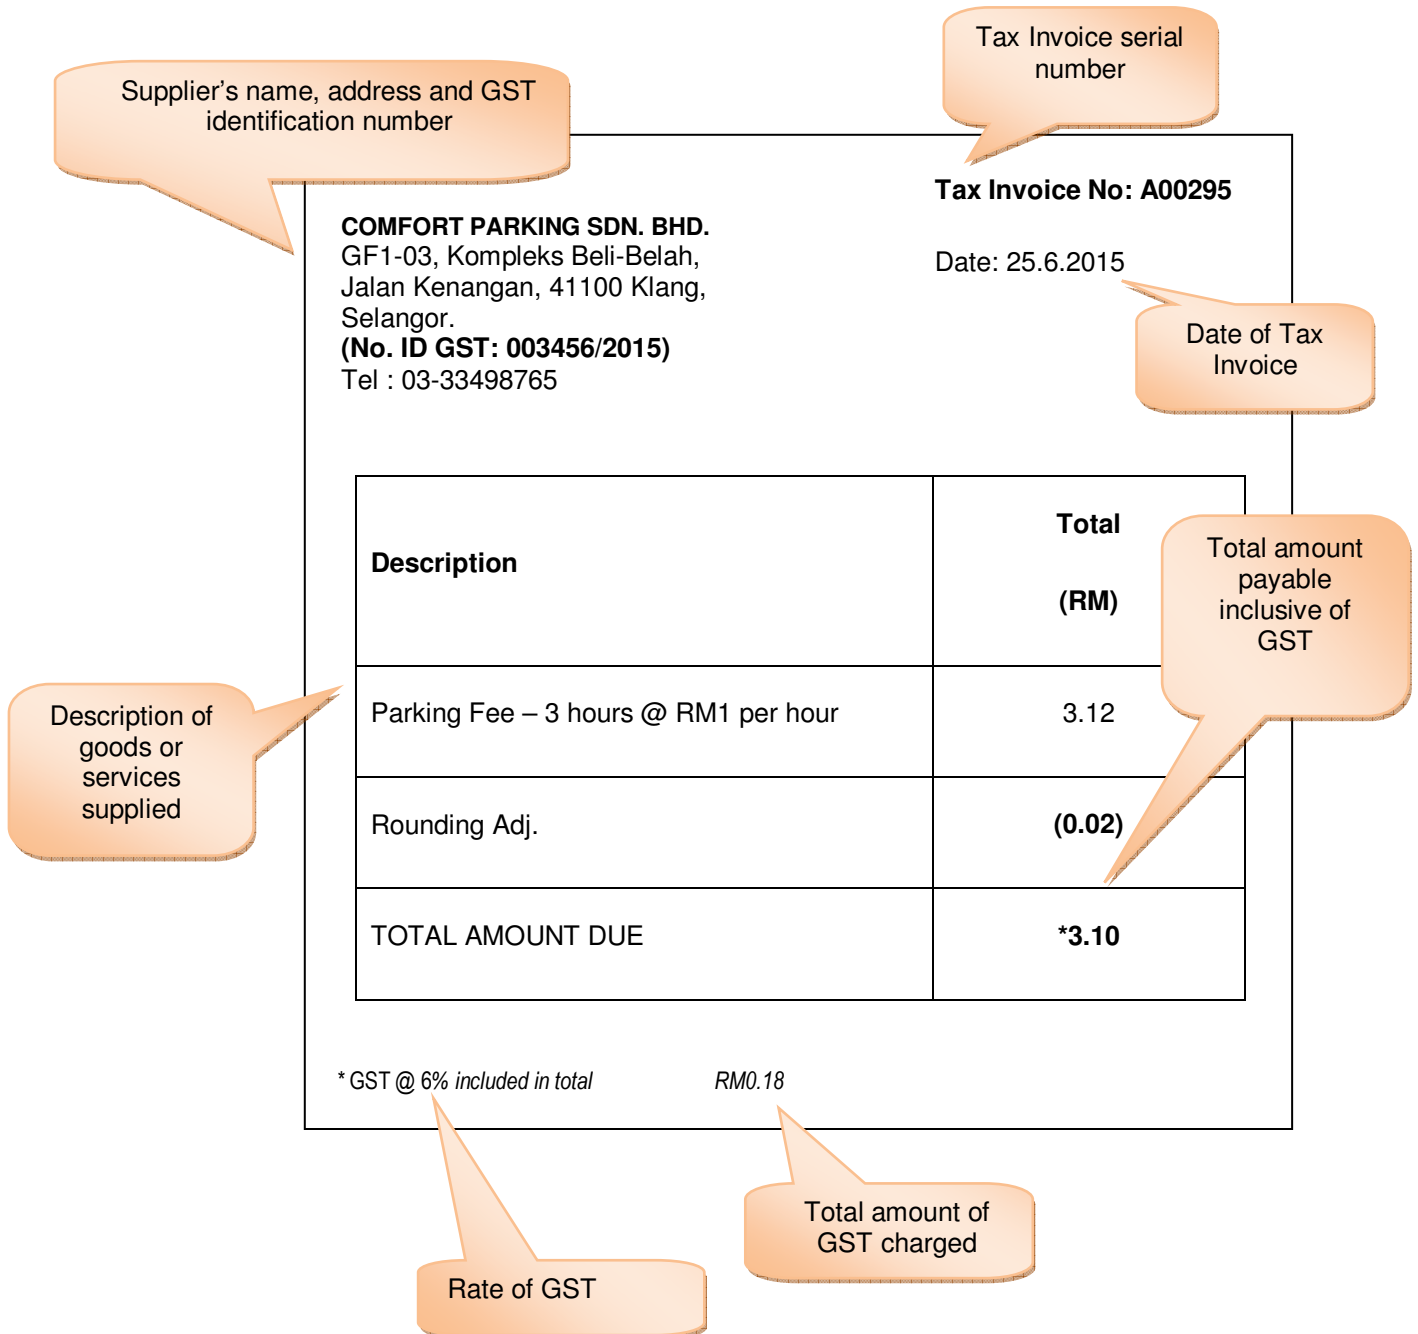 Tax Invoice serial
number
Supplier's name, address and GST
identification number
Tax Invoice No: A00295
COMFORT PARKING SDN. BHD.
GF1-03, Kompleks Beli-Belah,
Jalan Kenangan, 41100 Klang,
Selangor.
(No. ID GST: 003456/2015)
Tel : 03-33498765
Date: 25.6.2015
Date of Tax
Invoice
Description
Total
(RM)
Total amount
payable
inclusive of
GST
Description of
goods or
services
supplied
Parking Fee – 3 hours @ RM1 per hour
3.12
Rounding Adj.
(0.02)
TOTAL AMOUNT DUE
*3.10
* GST @ 6% included in total RM0.18
Total amount of
GST charged
Rate of GST